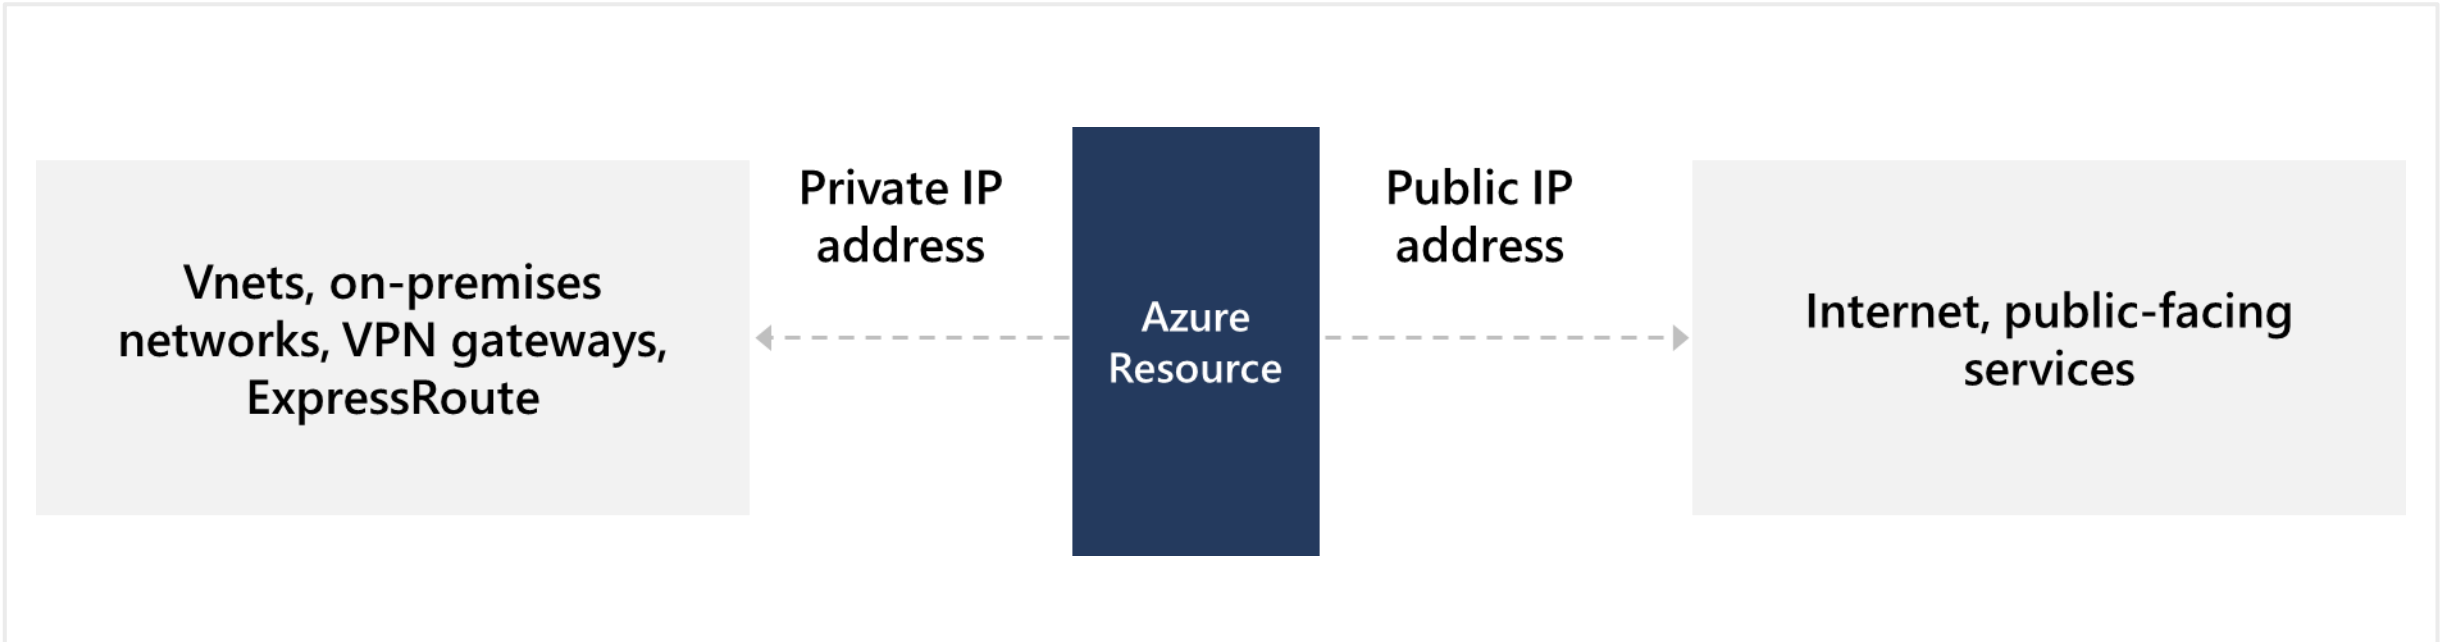 Vnets, on-premises
networks, VPN gateways,
ExpressRoute
Private IP
address
Azure
Resource
Public IP
address
Internet, public-facing
services